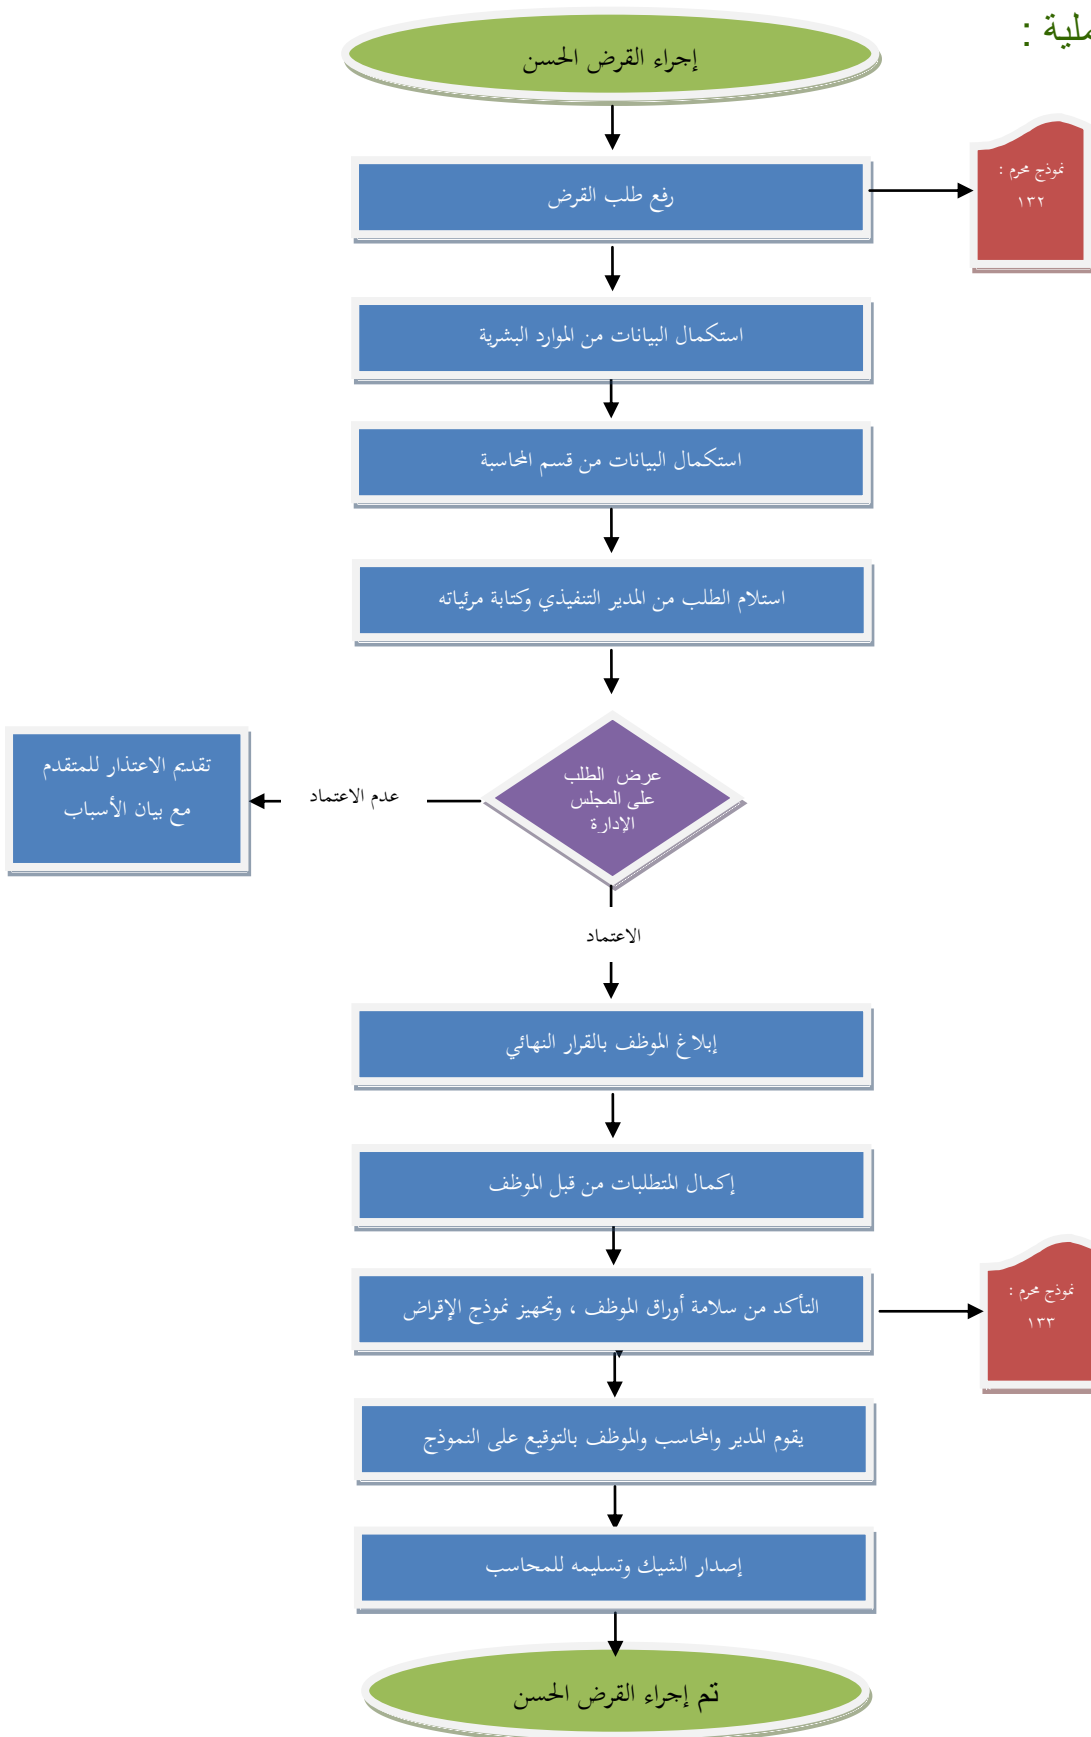 إجراء القرض الحسن
رفع طلب القرض
نموذج محرم :
١٣٢
استكمال البيانات من الموارد البشرية
استكمال البيانات من قسم المحاسبة
استلام الطلب من المدير التنفيذي وكتابة مرئياته
عرض الطلب
على المجلس
الإدارة
عدم الاعتماد
تقديم الاعتذار للمتقدم
مع بيان الأسباب
الاعتماد
إبلاغ الموظف بالقرار النهائي
إكمال المتطلبات من قبل الموظف
التأكد من سلامة أوراق الموظف ، وتجهيز نموذج الإقراض
نموذج محرم :
١٣٣
يقوم المدير والمحاسب والموظف بالتوقيع على النموذج
إصدار الشيك وتسليمه للمحاسب
تم إجراء القرض الحسن